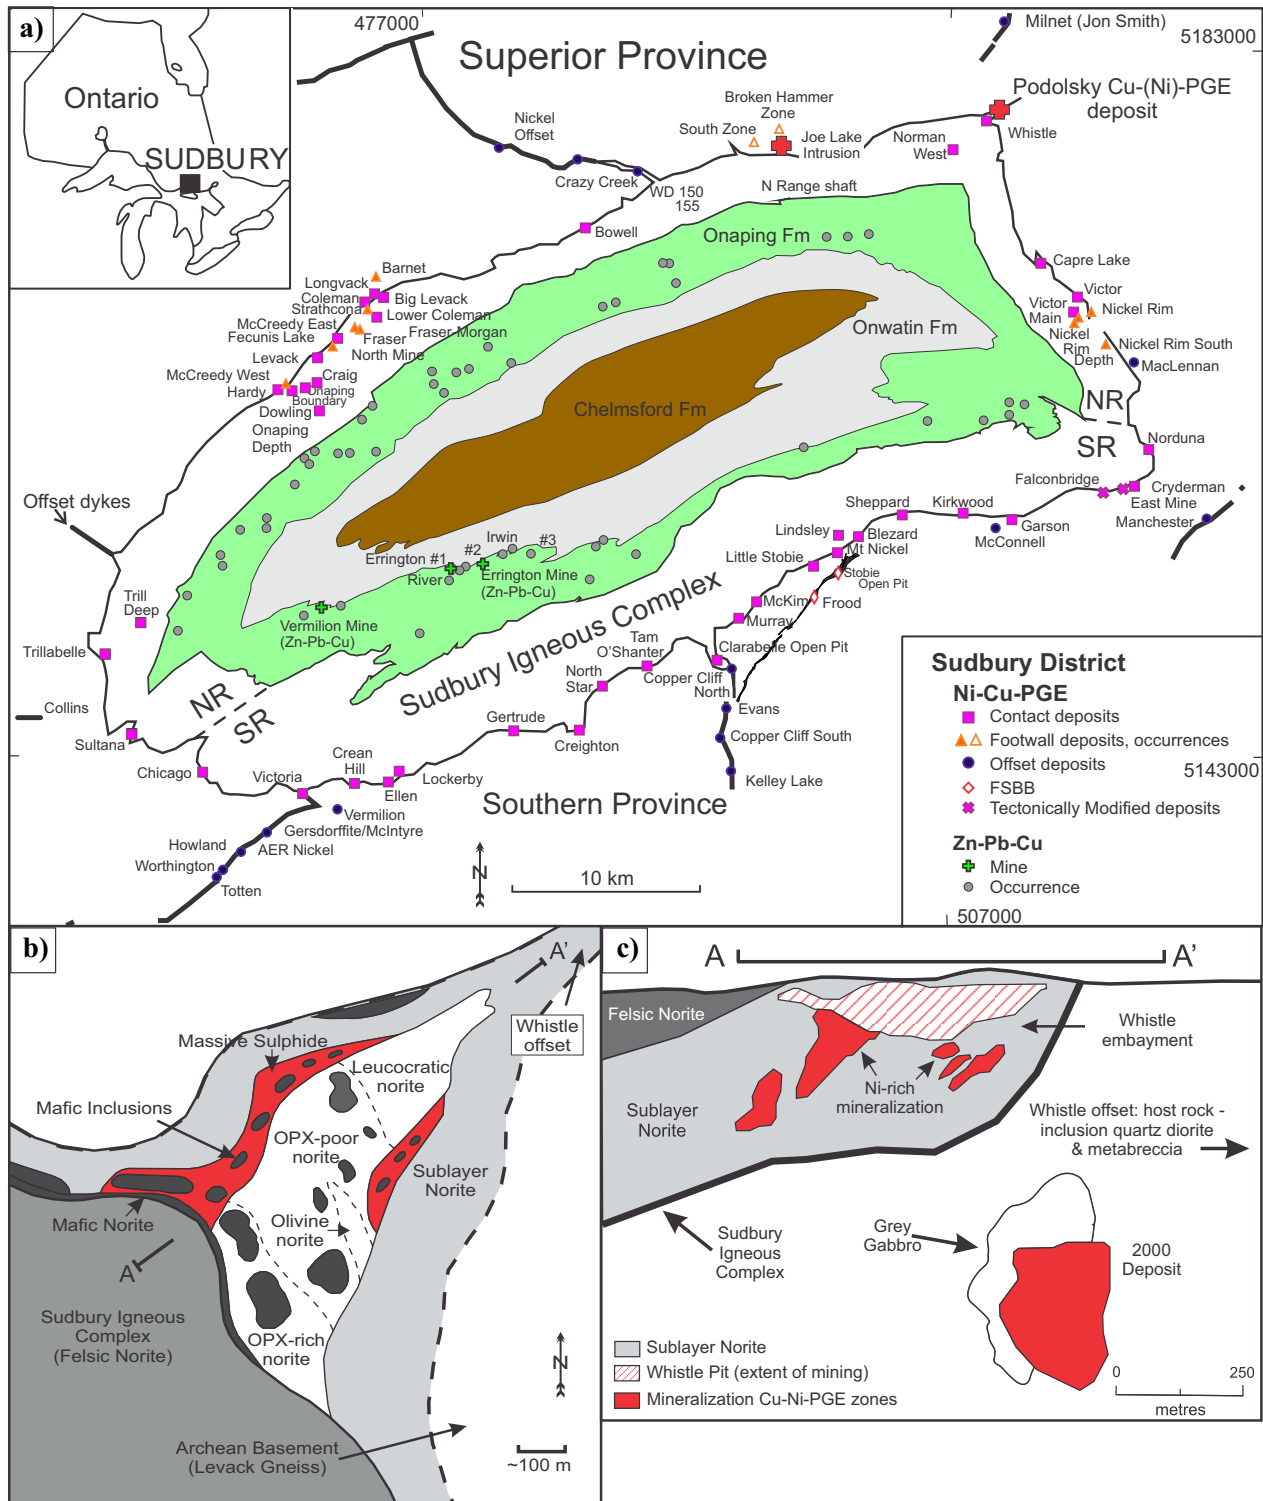 a)
477000
5183000
Milnet (Jon Smith)
Superior Province
Ontario
SUDBURY
Podolsky Cu-(Ni)-PGE
deposit
Broken Hammer
Zone
South Zone
Joe Lake
Intrusion
Norman
West
Whistle
Nickel
Offset
Crazy Creek
WD 150
155
N Range shaft
Bowell
Onaping Fm
Onwatin Fm
Chelmsford Fm
Capre Lake
Victor
Victor
Main
Nickel Rim
Nickel
Rim
Depth
Nickel Rim South
MacLennan
Barnet
Longvack
Coleman
Big Levack
Strathcona
Lower Coleman
McCreedy East
Fraser-Morgan
Fecunis Lake
Fraser
North Mine
Levack
McCreedy West
Craig
Hardy
Onaping
Boundary
Dowling
Onaping
Depth
NR
SR
Norduna
Falconbridge
Cryderman
East Mine
Manchester
Offset dykes
Sheppard
Kirkwood
Garson
McConnell
Lindsley
Blezard
Mt Nickel
Little Stobie
Stobie
Open Pit
Frood
McKim
Murray
Clarabelle Open Pit
Irwin
#3
#2
Errington #1
River
Errington Mine
(Zn-Pb-Cu)
Vermilion Mine
(Zn-Pb-Cu)
Trill
Deep
Trillabelle
Collins
Sultana
NR
SR
Sudbury Igneous Complex
Tam
O'Shanter
North
Star
Copper Cliff
North
Evans
Copper Cliff South
Kelley Lake
Gertrude
Creighton
Chicago
Victoria
Crean
Hill
Lockerby
Ellen
Vermilion
Gersdorffite/McIntyre
Howland
AER Nickel
Worthington
Totten
Southern Province
N
10 km
5143000
507000
Sudbury District
Ni-Cu-PGE
Contact deposits
Footwall deposits, occurrences
Offset deposits
FSBB
Tectonically Modified deposits
Zn-Pb-Cu
Mine
Occurrence
b)
A'
Whistle
offset
Massive Sulphide
Leucocratic
norite
Mafic Inclusions
OPX-poor
norite
Sublayer
Norite
Olivine
norite
Mafic Norite
A
Sudbury Igneous
Complex
(Felsic Norite)
OPX-rich
norite
N
Archean Basement
(Levack Gneiss)
~100 m
c)
A
A'
Felsic Norite
Whistle
embayment
Ni-rich
mineralization
Sublayer
Norite
Whistle offset: host rock -
inclusion quartz diorite
& metabreccia
Sudbury
Igneous
Complex
Grey
Gabbro
2000
Deposit
Sublayer Norite
Whistle Pit (extent of mining)
Mineralization Cu-Ni-PGE zones
0
250
metres